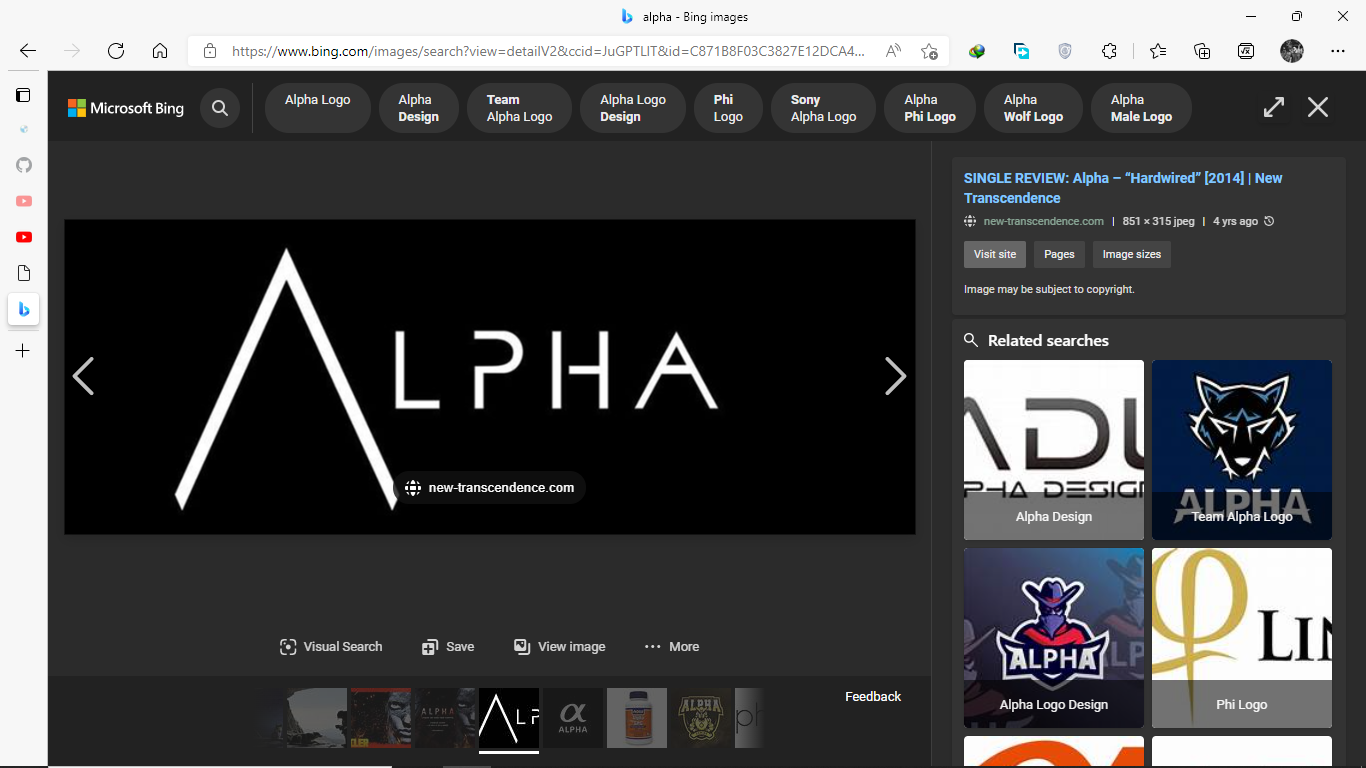 alpha - Bing images
https://www.bing.com/images/search?view=detailV2&ccid=JuGPTLIT&id=C871B8F03C3827E12DCA4...
Microsoft Bing
Alpha Logo
Alpha
Design
Team
Alpha Logo
Alpha Logo
Design
Phi
Logo
Sony
Alpha Logo
Alpha
Phi Logo
Alpha
Wolf Logo
Alpha
Male Logo
ALPHA
new-transcendence.com
Visual Search
Save
View image
More
ALPHA
ALPHA
ALPHA
Feedback
SINGLE REVIEW: Alpha – “Hardwired” [2014] | New
Transcendence
new-transcendence.com
851 × 315 jpeg
4 yrs ago
Visit site
Pages
Image sizes
Image may be subject to copyright.
Related searches
Alpha Design
ALPHA
Team Alpha Logo
ALPHA
Alpha Logo Design
Phi Logo